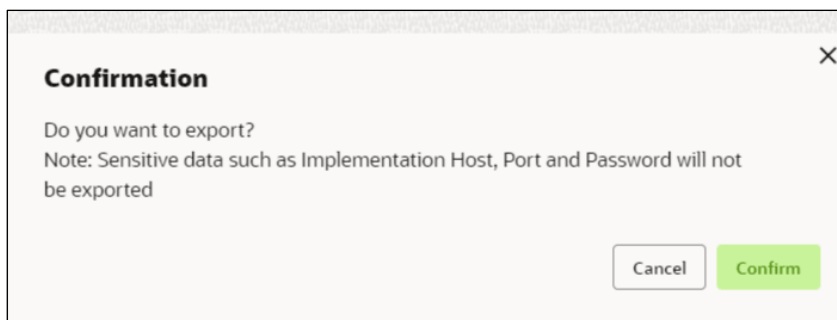 Confirmation
Do you want to export?
Note: Sensitive data such as Implementation Host, Port and Password will not
be exported
Cancel
Confirm